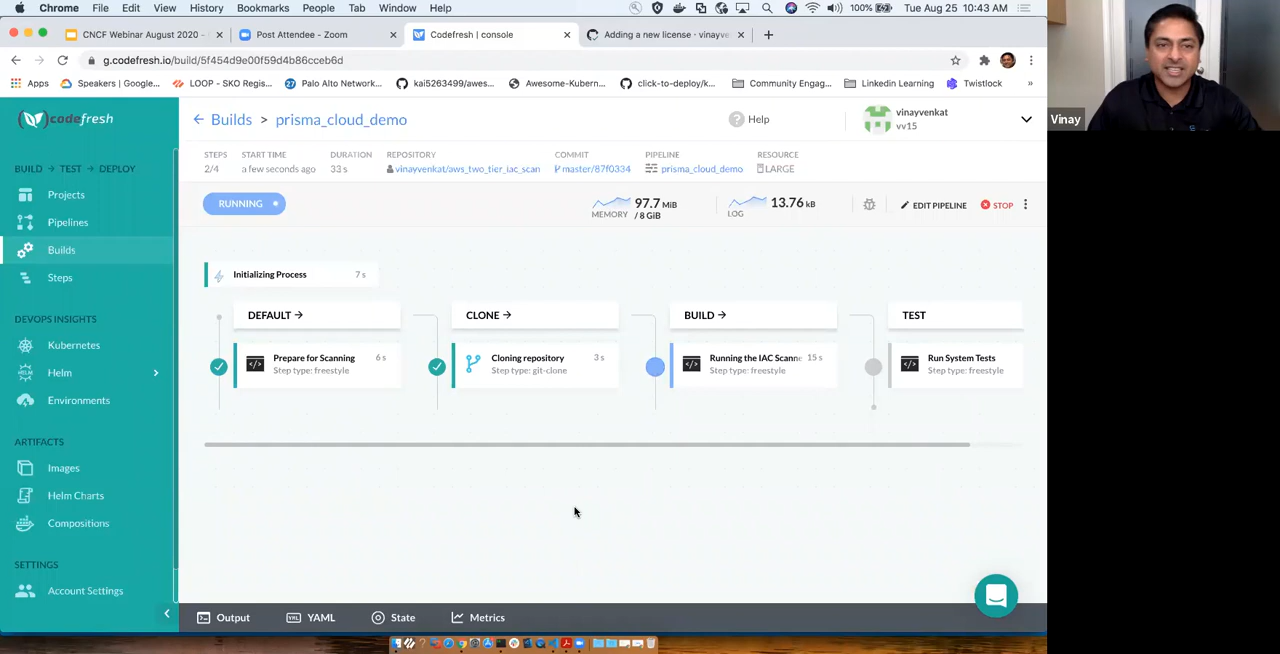 Chrome File Edit View History Bookmarks People Tab Window Help 100% Tue Aug 25 10:43 AM
CNCF Webinar August 2020 - Post Attendee - Zoom Codefresh | console Adding a new license · vinayve
g.codefresh.io/build/5f454d9e00f59d4b86cceb6d
Apps Speakers | Google... LOOP - SKO Regis... Palo Alto Network... kai5263499/awes... Awesome-Kubern... click-to-deploy/k... Community Engag... Linkedin Learning Twistlock »
codefresh
Builds > prisma_cloud_demo
Help
vinayvenkat
vv15
Vinay
BUILD → TEST → DEPLOY
Projects
Pipelines
Builds
Steps
DEVOPS INSIGHTS
Kubernetes
Helm
Environments
ARTIFACTS
Images
Helm Charts
Compositions
SETTINGS
Account Settings
STEPS START TIME DURATION REPOSITORY COMMIT PIPELINE RESOURCE
2/4 a few seconds ago 33 s vinayvenkat/aws_two_tier_iac_scan master/87f0334 prisma_cloud_demo LARGE
RUNNING
MEMORY 97.7 MiB
/ 8 GiB
LOG 13.76 kB
EDIT PIPELINE STOP
Initializing Process 7 s
DEFAULT → CLONE → BUILD → TEST
Prepare for Scanning 6 s
Step type: freestyle
Cloning repository 3 s
Step type: git-clone
Running the IAC Scanne 15 s
Step type: freestyle
Run System Tests
Step type: freestyle
Output YAML State Metrics